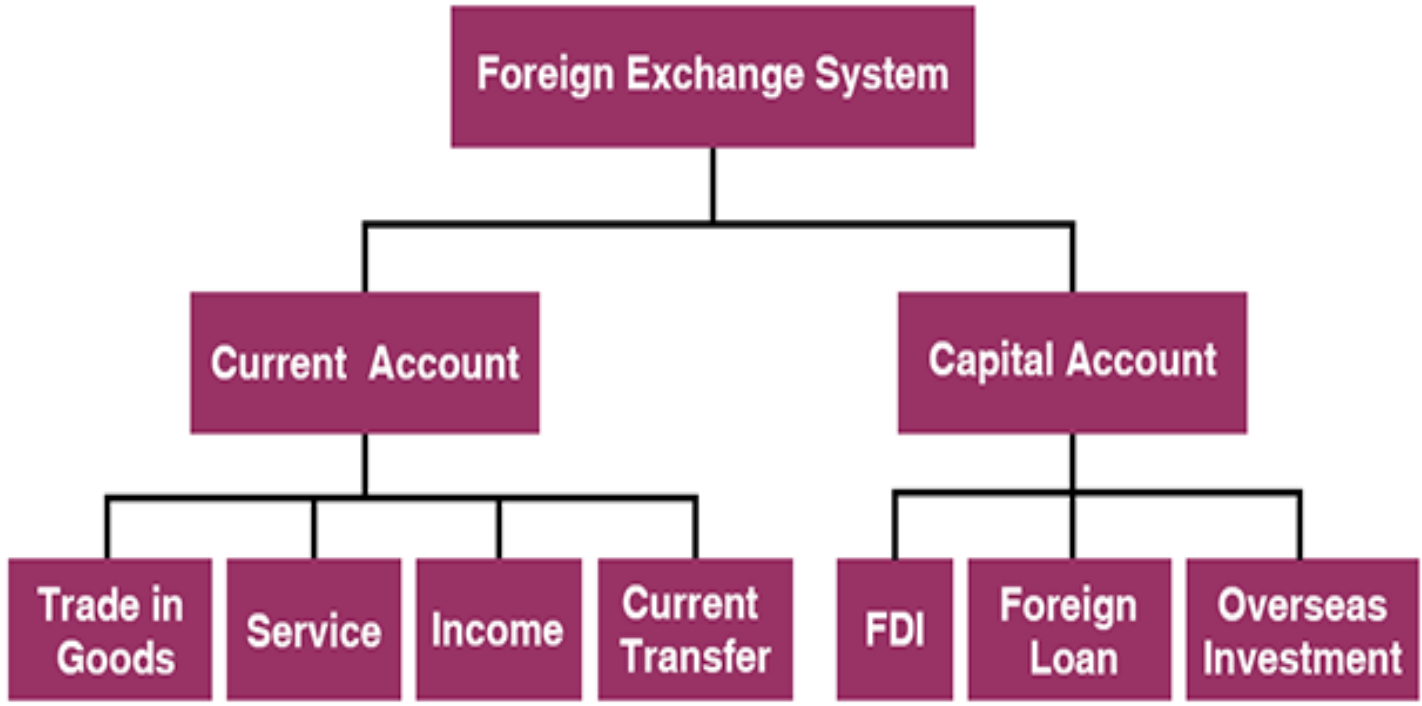 Foreign Exchange System
Current Account
Capital Account
Trade in
Goods
Service
Income
Current
Transfer
FDI
Foreign
Loan
Overseas
Investment